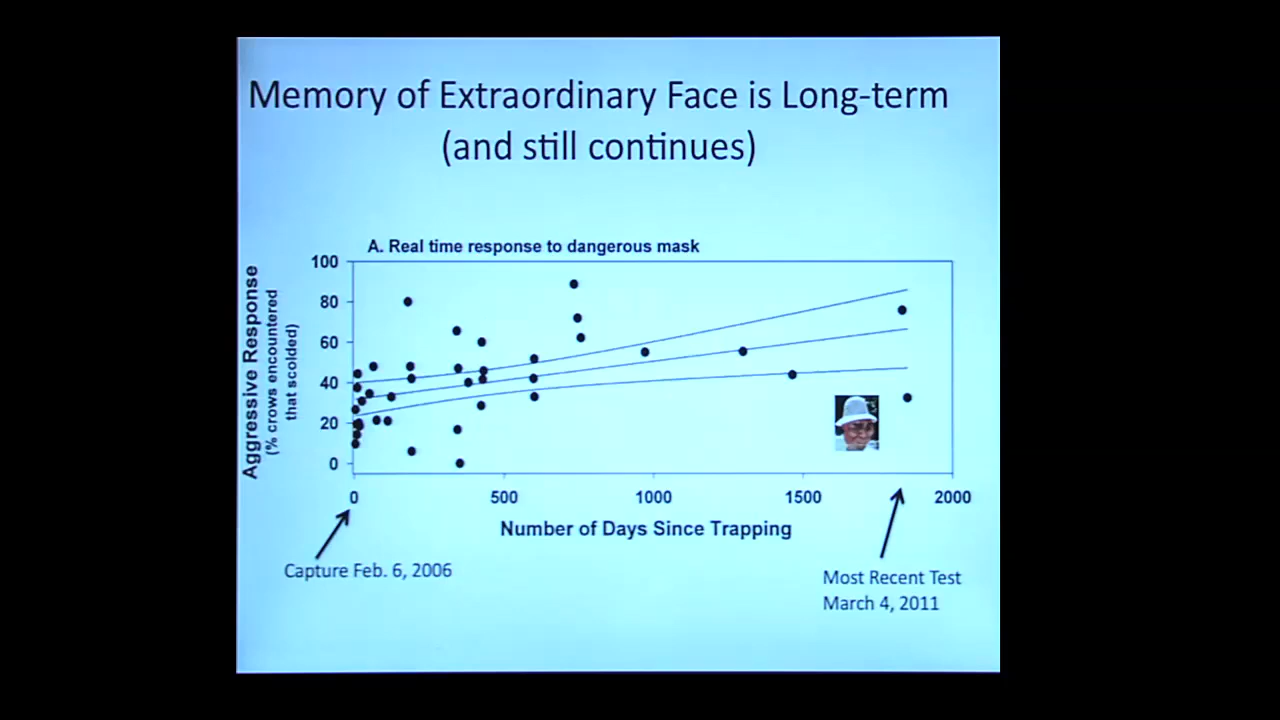 Memory of Extraordinary Face is Long-term
(and still continues)
A. Real time response to dangerous mask
Aggressive Response
(% crows encountered
that scolded)
100
80
60
40
20
0
0
500
1000
1500
2000
Number of Days Since Trapping
Capture Feb. 6, 2006
Most Recent Test
March 4, 2011